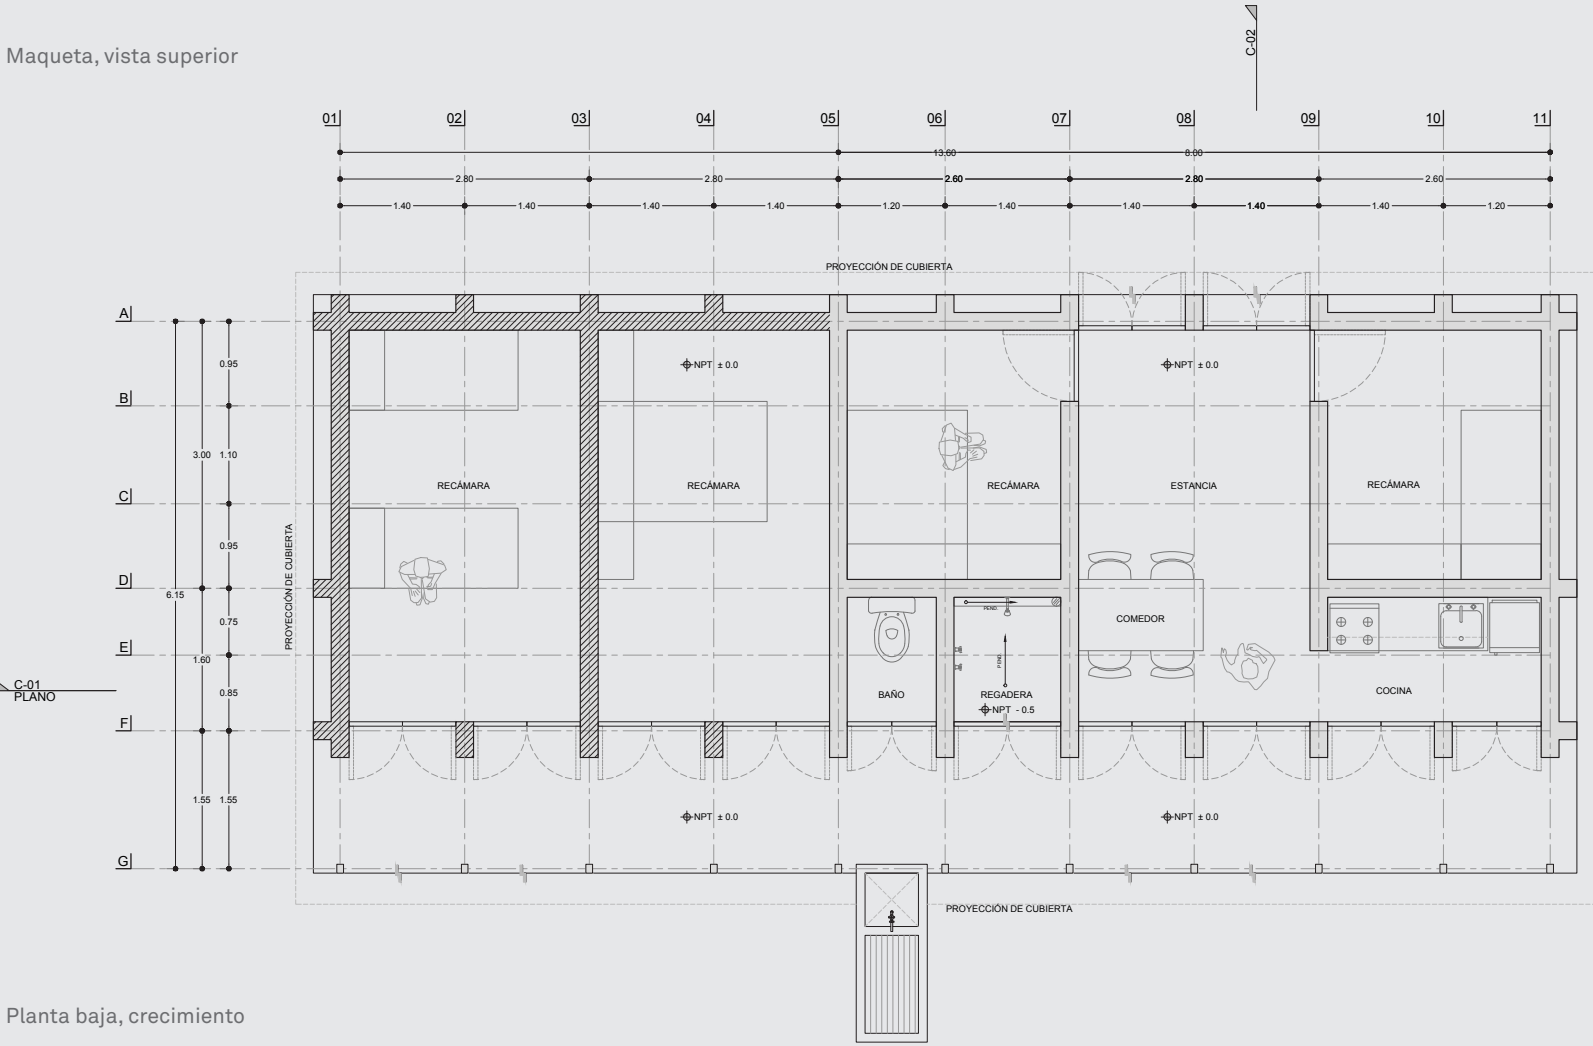 C-02
Maqueta, vista superior
01 02 03 04 05 06 07 08 09 10 11
13.60 8.00
2.80 2.80 2.60 2.80 2.60
1.40 1.40 1.40 1.40 1.20 1.40 1.40 1.40 1.40 1.20
PROYECCIÓN DE CUBIERTA
A
0.95 NPT ± 0.0 NPT ± 0.0
B
3.00 1.10
RECÁMARA RECÁMARA RECÁMARA ESTANCIA RECÁMARA
C
0.95
PROYECCIÓN DE CUBIERTA
D
6.15
PEND.
0.75 COMEDOR
E
1.60
PEND.
C-01
PLANO
0.85 BAÑO REGADERA COCINA
NPT - 0.5
F
1.55 1.55
NPT ± 0.0 NPT ± 0.0
G
PROYECCIÓN DE CUBIERTA
Planta baja, crecimiento